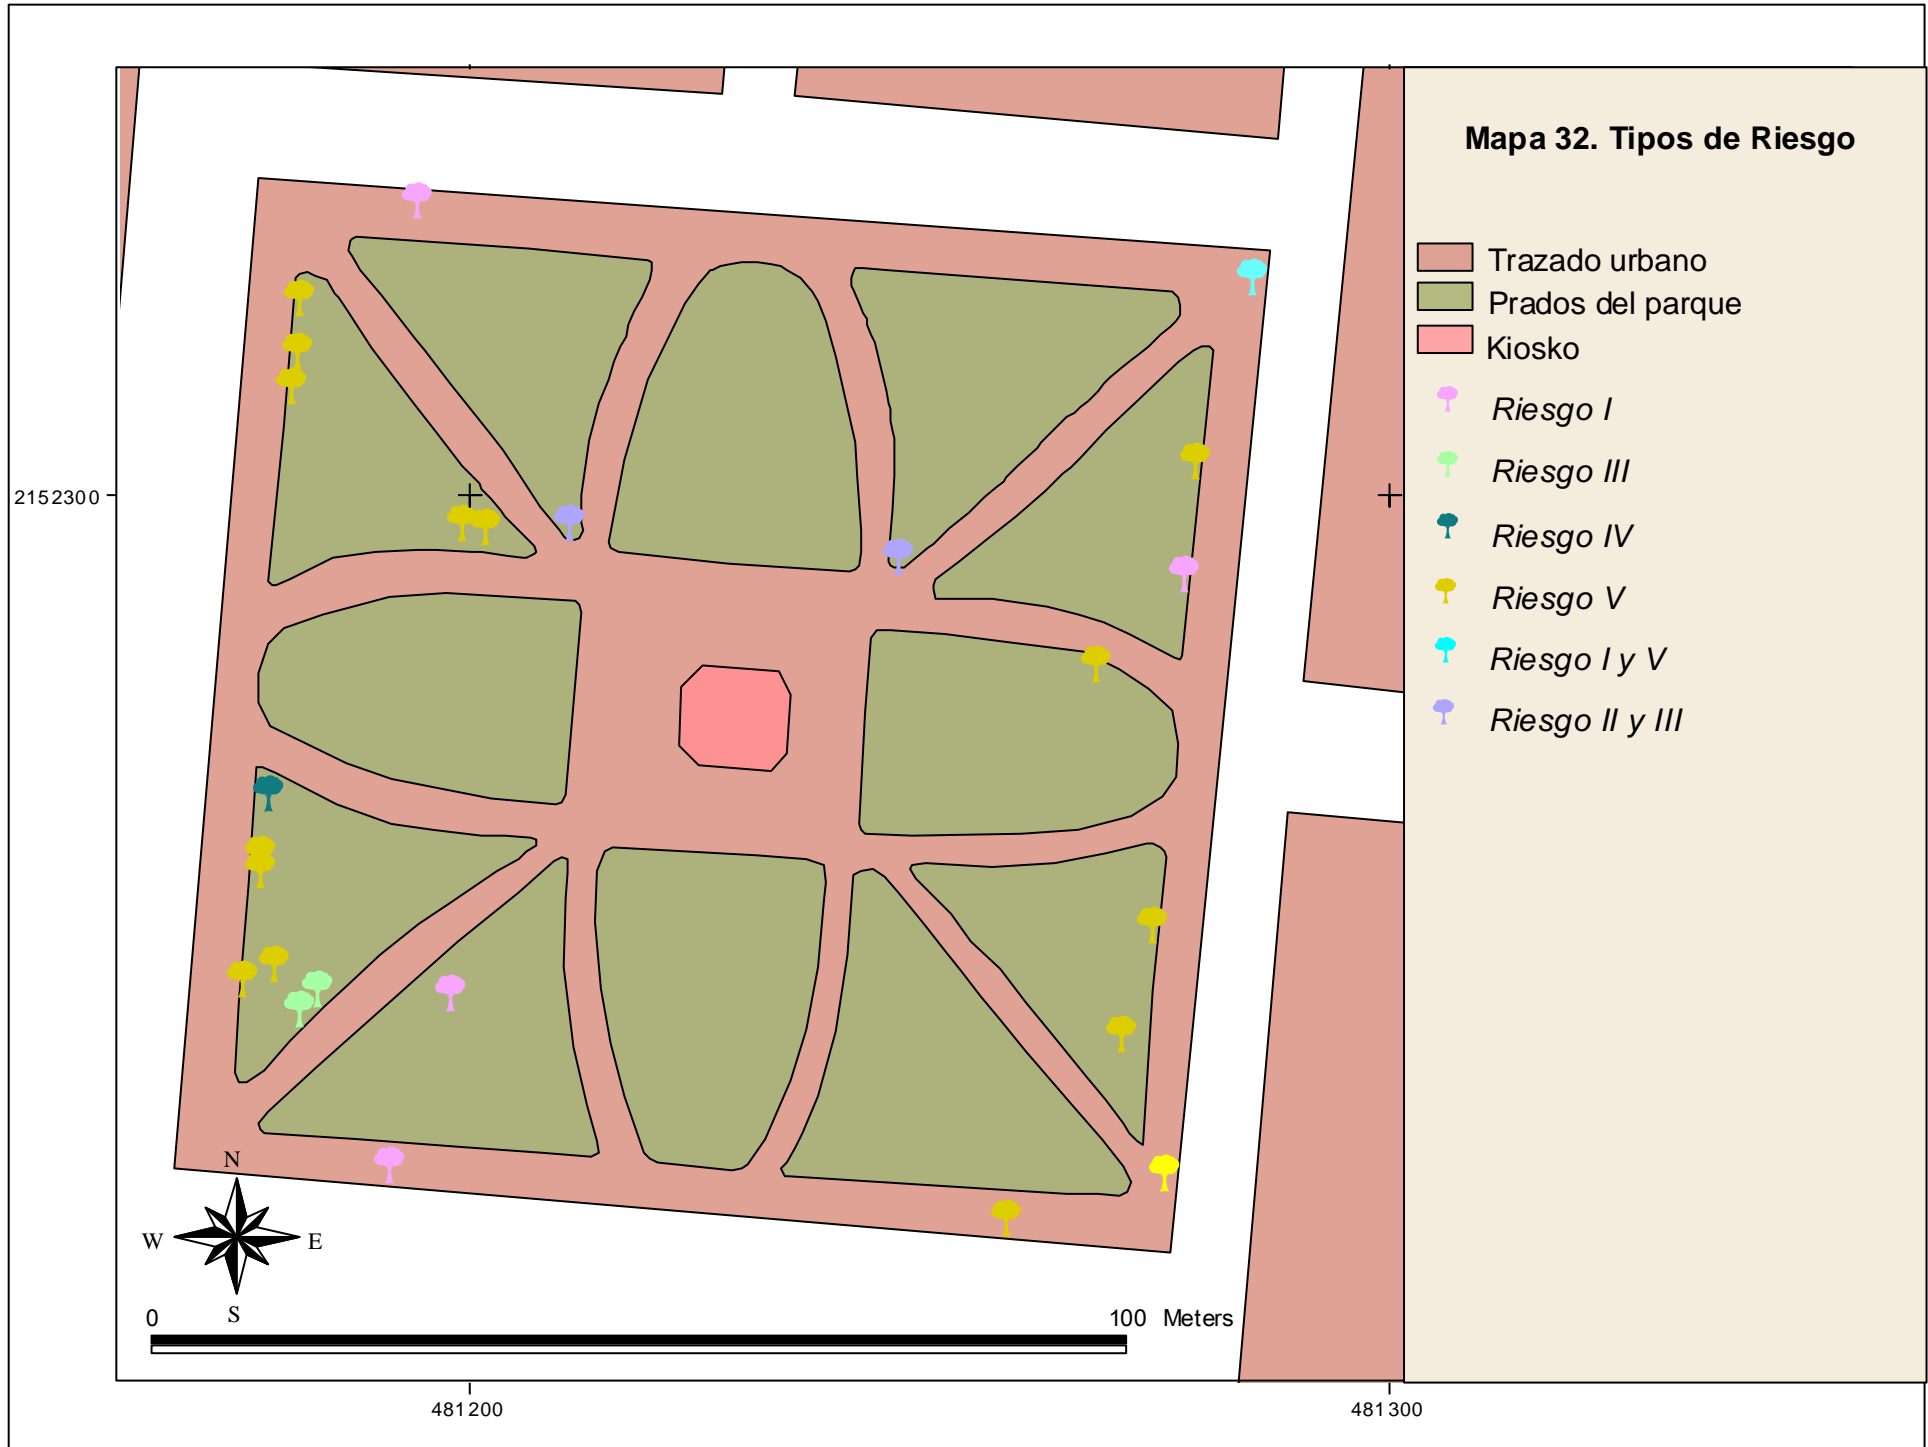 Mapa 32. Tipos de Riesgo
Trazado urbano
Prados del parque
Kiosko
Riesgo I
Riesgo III
Riesgo IV
Riesgo V
Riesgo I y V
Riesgo II y III
2152300
N
W E
S
0 100 Meters
481200 481300